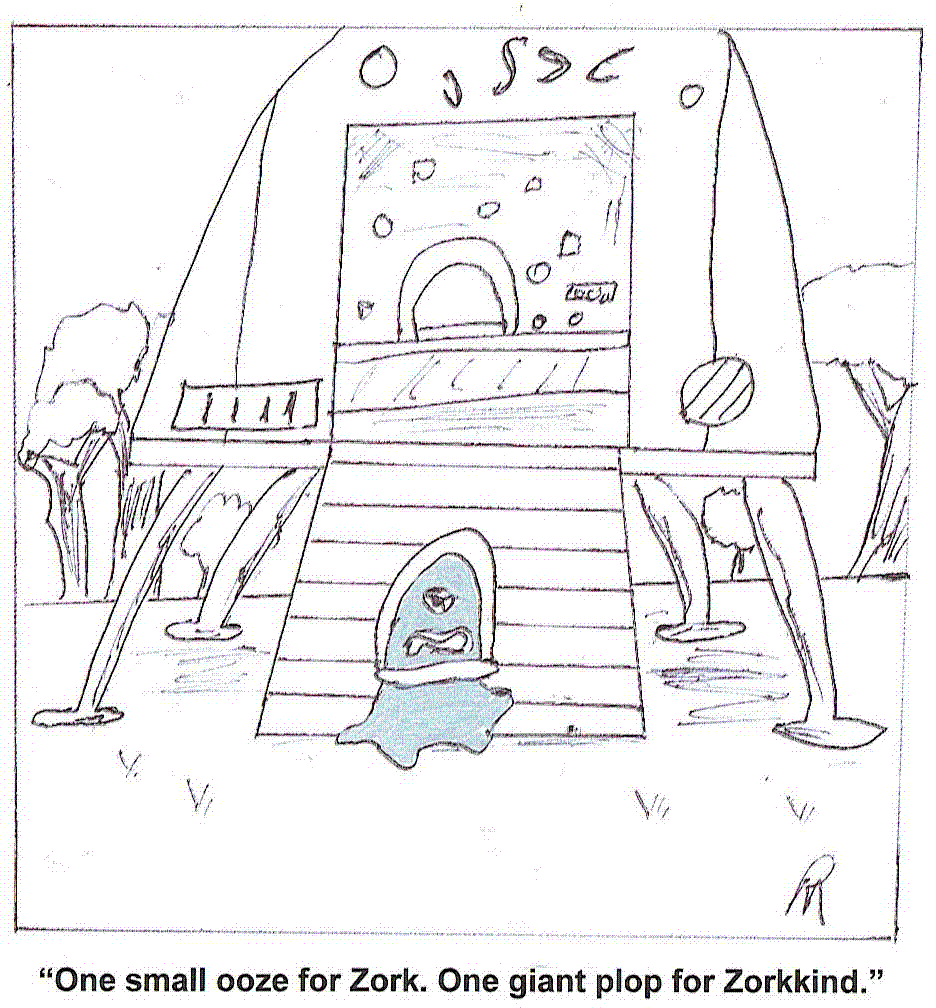 “One small ooze for Zork. One giant plop for Zorkkind.”